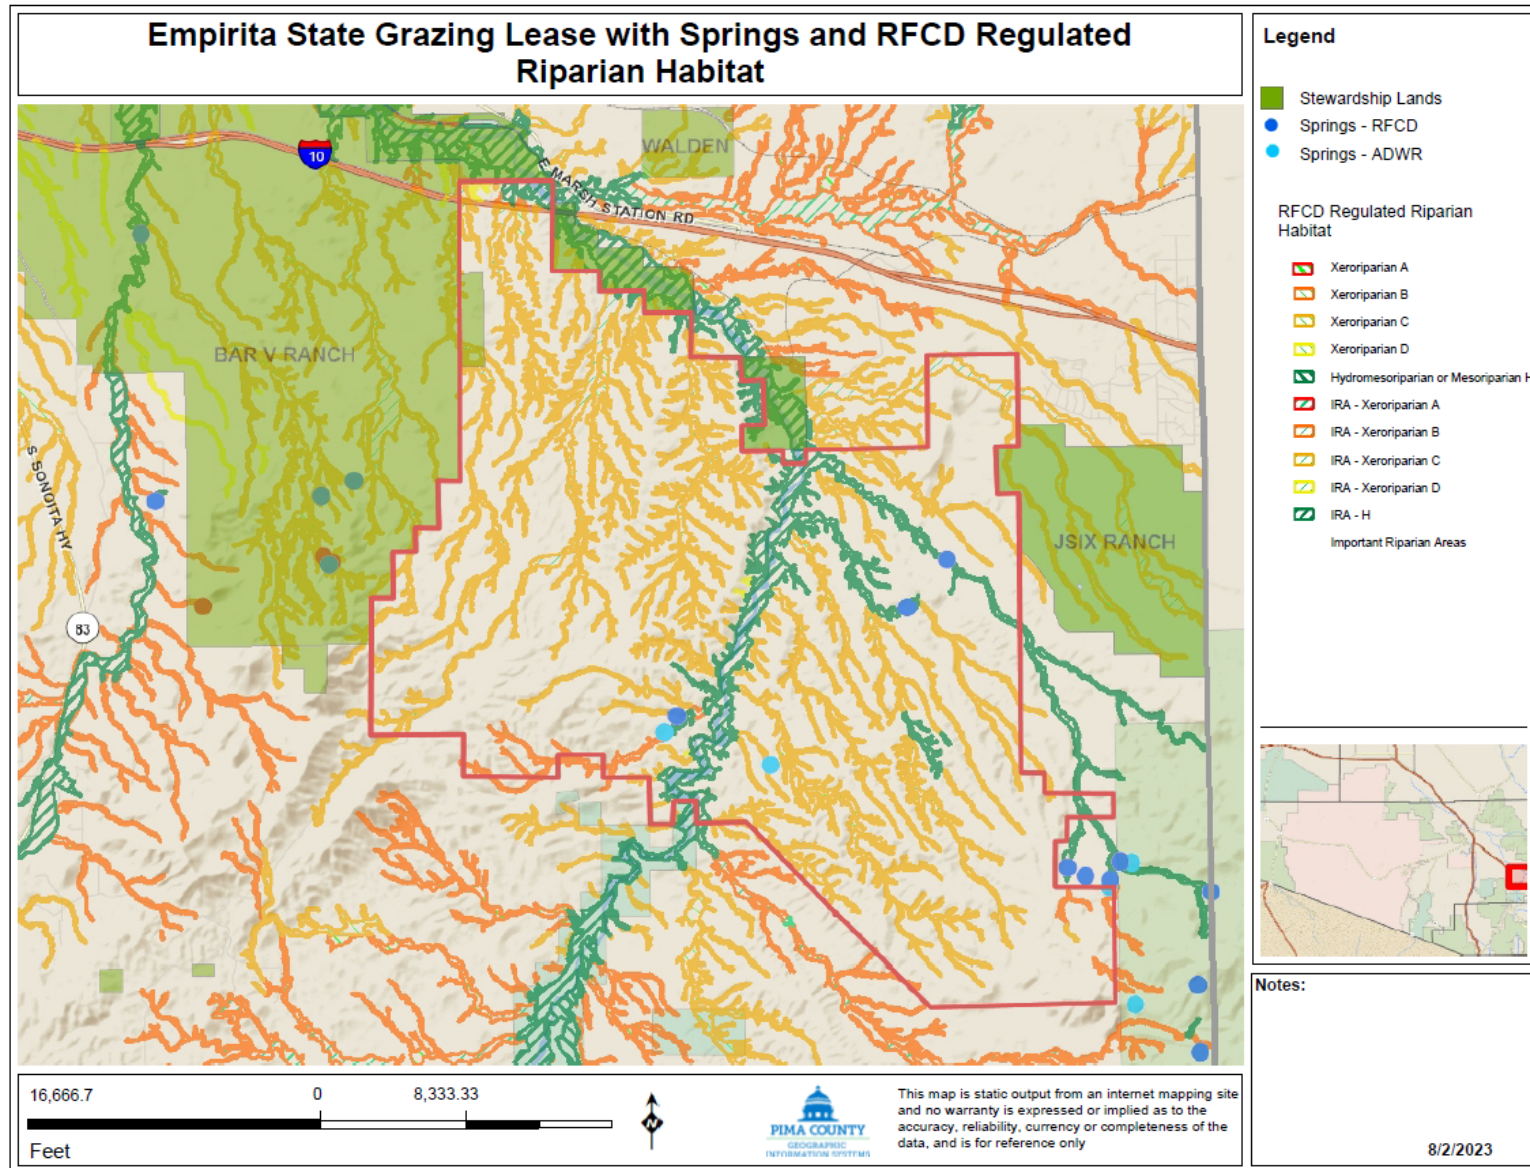 Empirita State Grazing Lease with Springs and RFCD Regulated
Riparian Habitat
WALDEN
10
E MARSH STATION RD
BAR V RANCH
S SONOITA HY
JSIX RANCH
83
Legend
Stewardship Lands
Springs - RFCD
Springs - ADWR
RFCD Regulated Riparian
Habitat
Xeroriparian A
Xeroriparian B
Xeroriparian C
Xeroriparian D
Hydromesoriparian or Mesoriparian H
IRA - Xeroriparian A
IRA - Xeroriparian B
IRA - Xeroriparian C
IRA - Xeroriparian D
IRA - H
Important Riparian Areas
Notes:
8/2/2023
16,666.7 0 8,333.33
Feet
N
PIMA COUNTY
GEOGRAPHIC
INFORMATION SYSTEMS
This map is static output from an internet mapping site
and no warranty is expressed or implied as to the
accuracy, reliability, currency or completeness of the
data, and is for reference only